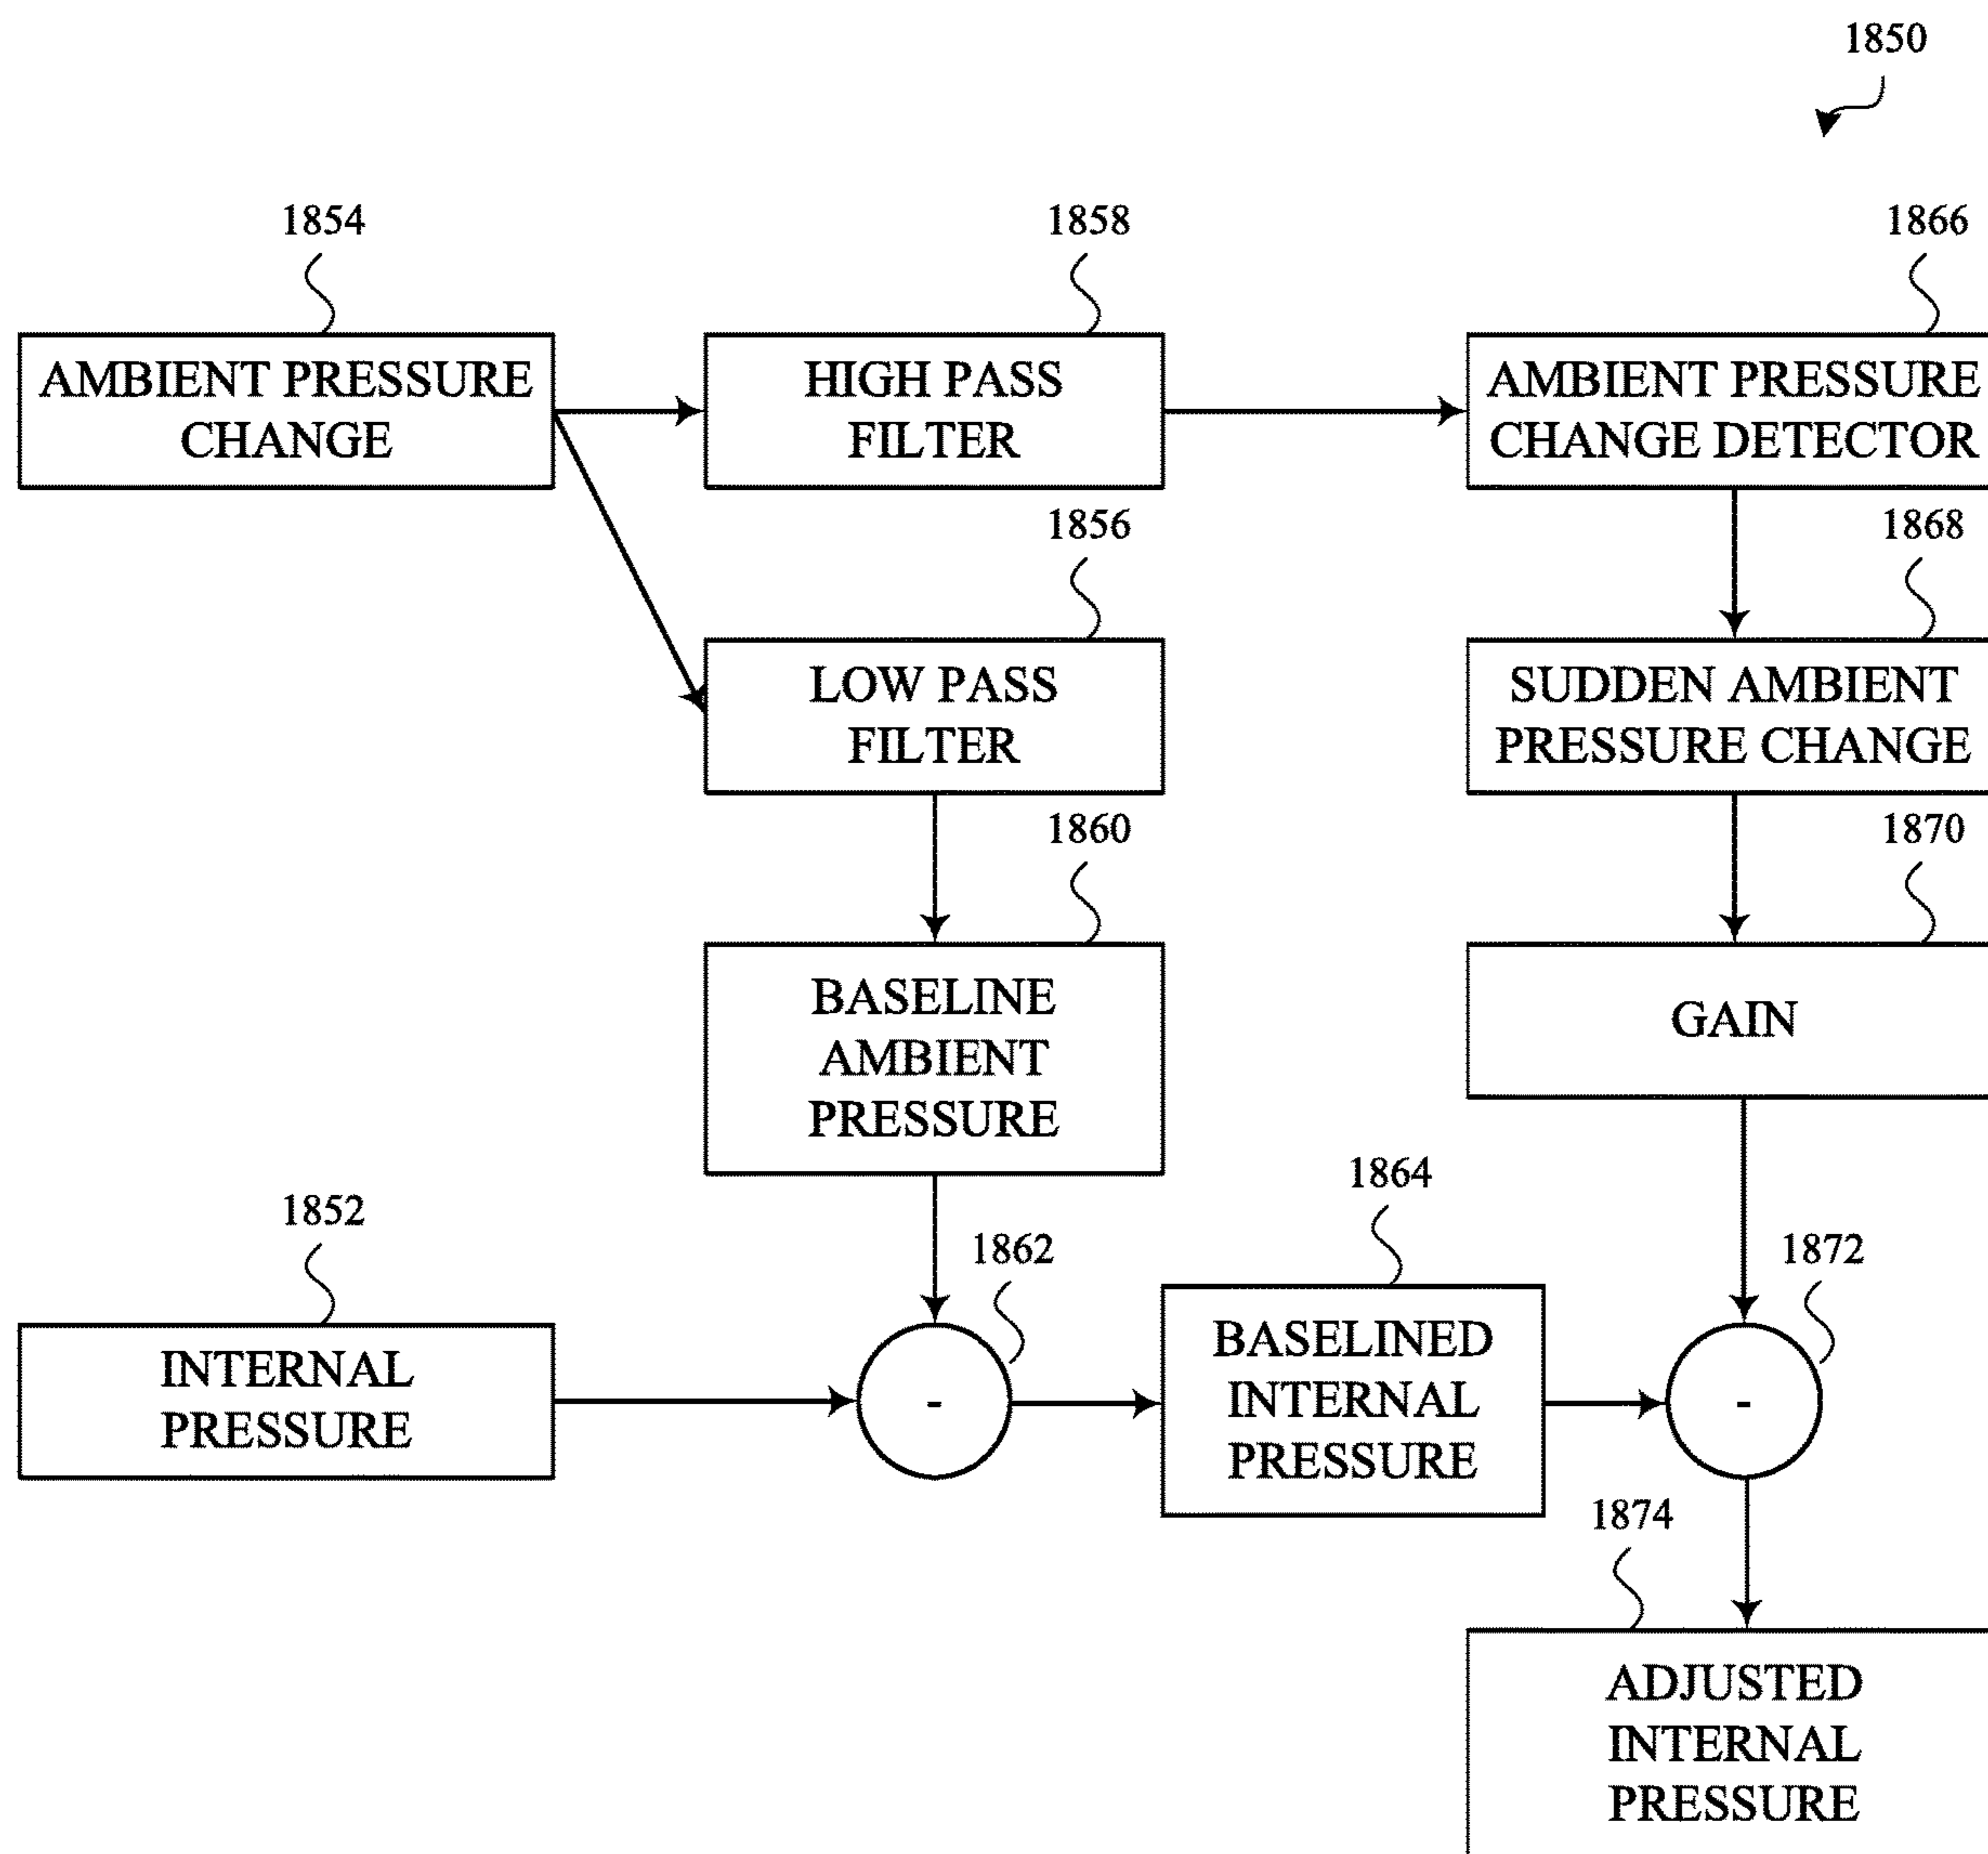 1850
1854
1858
1866
AMBIENT PRESSURE
CHANGE
HIGH PASS
FILTER
AMBIENT PRESSURE
CHANGE DETECTOR
1856
1868
LOW PASS
FILTER
SUDDEN AMBIENT
PRESSURE CHANGE
1860
1870
BASELINE
AMBIENT
PRESSURE
GAIN
1852
1862
1864
1872
INTERNAL
PRESSURE
-
BASELINED
INTERNAL
PRESSURE
-
1874
ADJUSTED
INTERNAL
PRESSURE